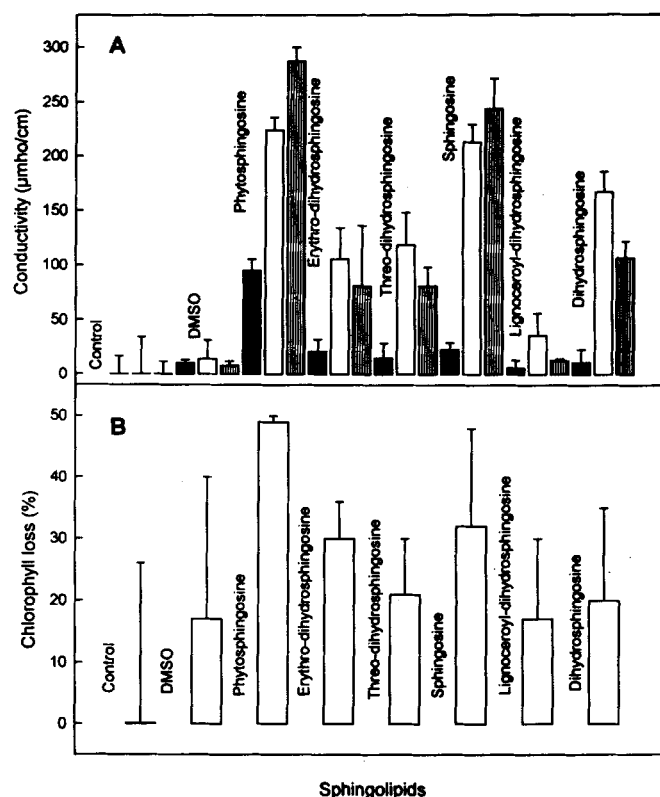 A
Conductivity (μmho/cm)
300
250
200
150
100
50
0
Control
DMSO
Phytosphingosine
Erythro-dihydrosphingosine
Threo-dihydrosphingosine
Sphingosine
Lignoceroyl-dihydrosphingosine
Dihydrosphingosine
B
Chlorophyll loss (%)
50
40
30
20
10
0
Control
DMSO
Phytosphingosine
Erythro-dihydrosphingosine
Threo-dihydrosphingosine
Sphingosine
Lignoceroyl-dihydrosphingosine
Dihydrosphingosine
Sphingolipids